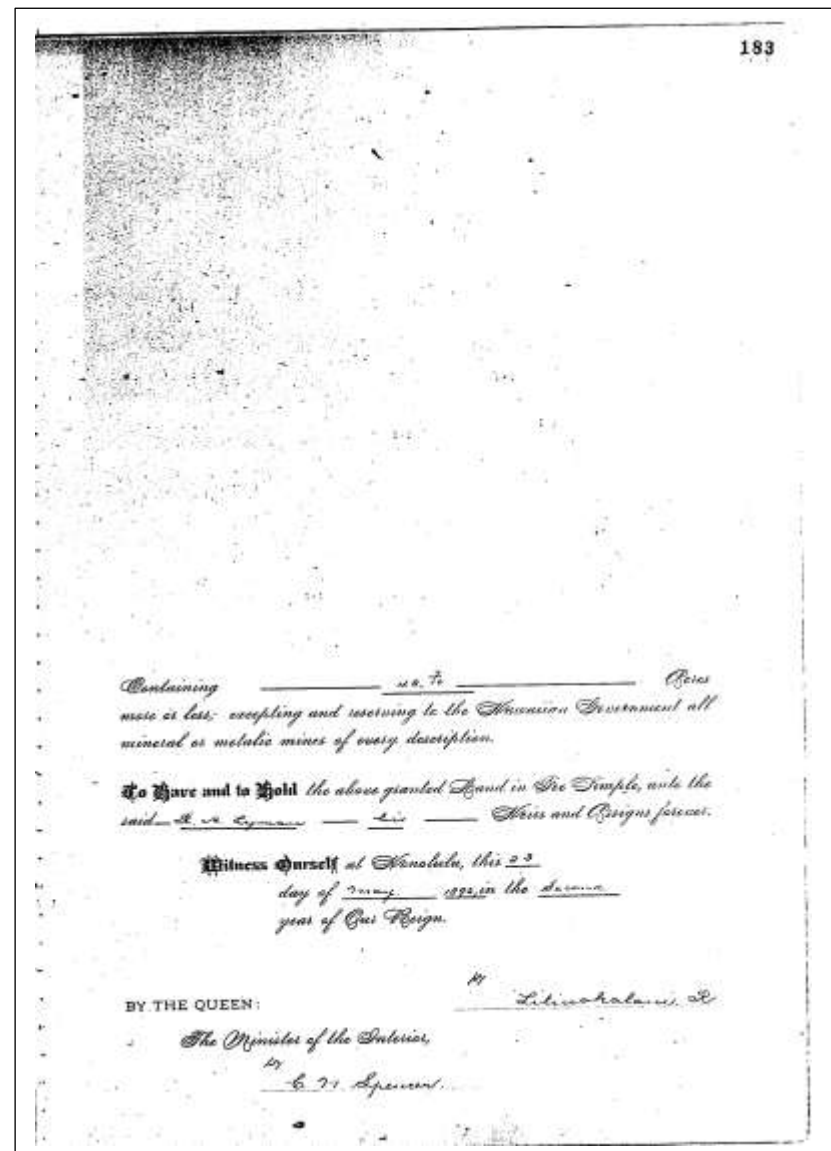 183
Containing Acres
more or less; excepting and reserving to the Hawaiian Government all
mineral or metalic mines of every description.
To Have and to Hold the above granted Land in Fee Simple, unto the
said R A Lyman his Heirs and Assigns forever.
Witness Ourself at Honolulu, this 23
day of May 1892, in the Second
year of Our Reign.
BY THE QUEEN:
Liliuokalani R
The Minister of the Interior,
C N Spencer